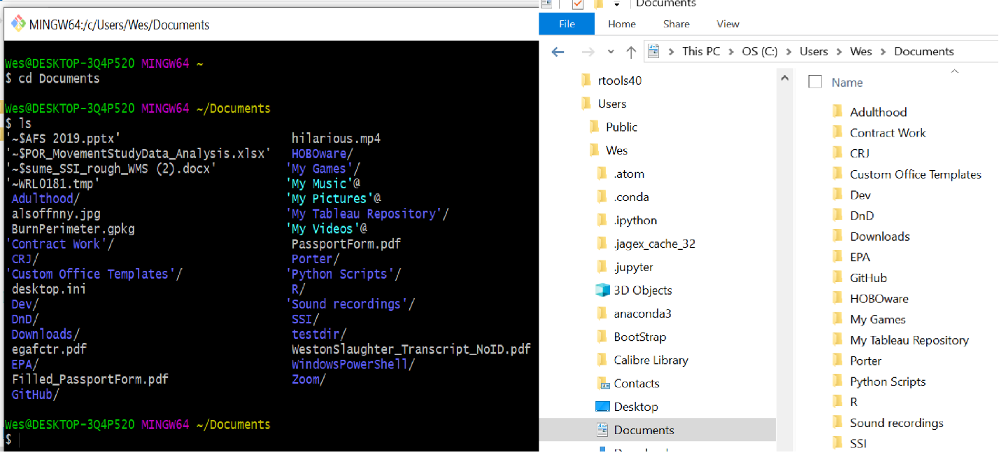 MINGW64:/c/Users/Wes/Documents
Wes@DESKTOP-3Q4P520 MINGW64 ~
$ cd Documents
Wes@DESKTOP-3Q4P520 MINGW64 ~/Documents
$ ls
'~$AFS 2019.pptx' hilarious.mp4
'~$POR_MovementStudyData_Analysis.xlsx' HOBOware/
'~$sume_SSI_rough_WMS (2).docx' 'My Games'/
'~WRL0181.tmp' 'My Music'@
Adulthood/ 'My Pictures'@
alsoffnny.jpg 'My Tableau Repository'/
BurnPerimeter.gpkg 'My Videos'@
'Contract Work'/ PassportForm.pdf
CRJ/ Porter/
'Custom Office Templates'/ 'Python Scripts'/
desktop.ini R/
Dev/ 'Sound recordings'/
DnD/ SSI/
Downloads/ testdir/
egafctr.pdf WestonSlaughter_Transcript_NoID.pdf
EPA/ WindowsPowerShell/
Filled_PassportForm.pdf Zoom/
GitHub/
Wes@DESKTOP-3Q4P520 MINGW64 ~/Documents
$
Documents
File Home Share View
This PC > OS (C:) > Users > Wes > Documents
rtools40
Users
Public
Wes
.atom
.conda
.ipython
.jagex_cache_32
.jupyter
3D Objects
anaconda3
BootStrap
Calibre Library
Contacts
Desktop
Documents
Name
Adulthood
Contract Work
CRJ
Custom Office Templates
Dev
DnD
Downloads
EPA
GitHub
HOBOware
My Games
My Tableau Repository
Porter
Python Scripts
R
Sound recordings
SSI